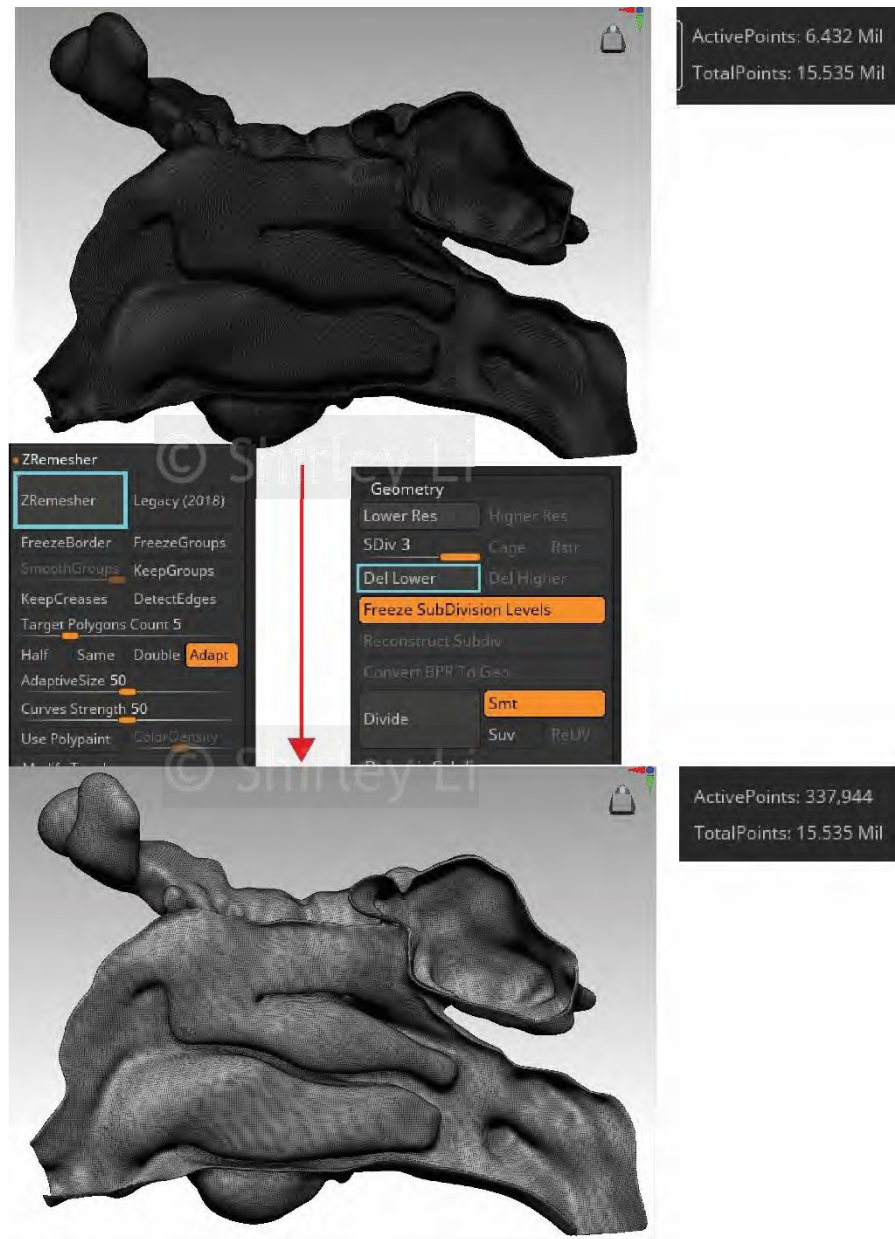 ActivePoints: 6.432 Mil
TotalPoints: 15.535 Mil
© Shirley Li
ZRemesher
ZRemesher Legacy (2018)
FreezeBorder FreezeGroups
SmoothGroups KeepGroups
KeepCreases DetectEdges
Target Polygons Count 5
Half Same Double Adapt
AdaptiveSize 50
Curves Strength 50
Use Polypaint ColorDensity
Geometry
Lower Res Higher Res
SDiv 3 Cage Rstr
Del Lower Del Higher
Freeze SubDivision Levels
Reconstruct Subdiv
Convert BPR To Geo
Divide Smt
Suv ReUV
© Shirley Li
ActivePoints: 337,944
TotalPoints: 15.535 Mil